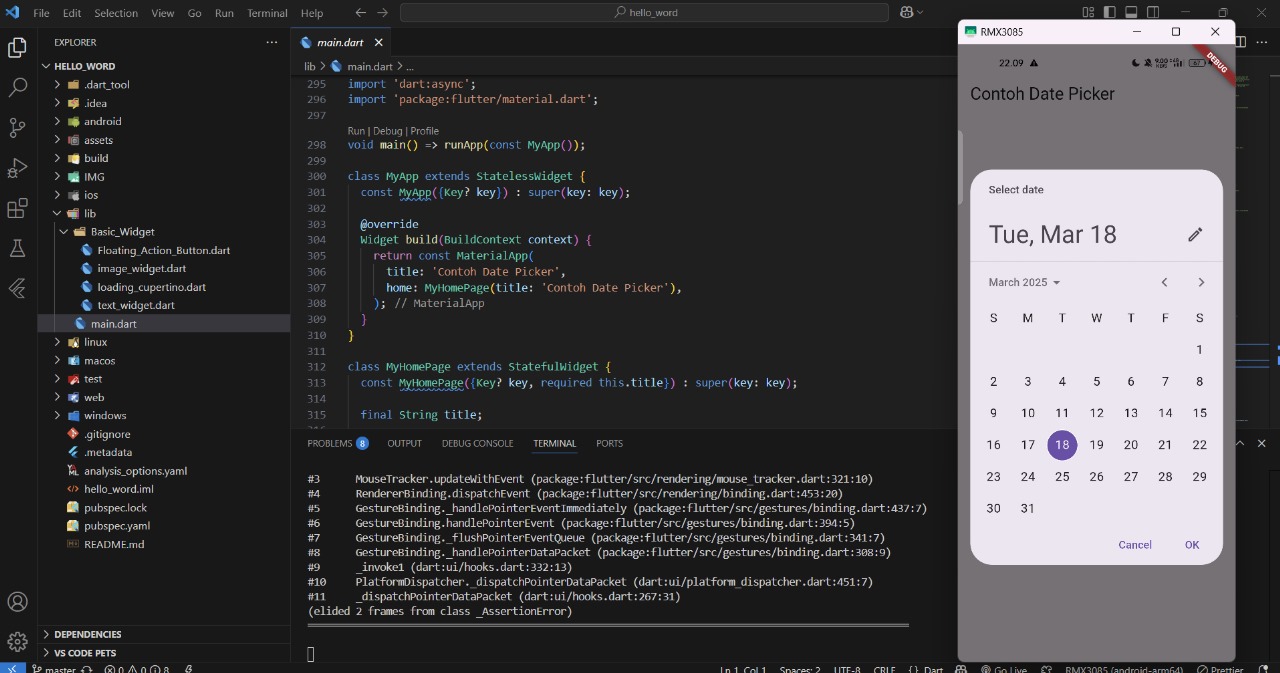 File Edit Selection View Go Run Terminal Help
hello_word
EXPLORER
HELLO_WORD
.dart_tool
.idea
android
assets
build
IMG
ios
lib
Basic_Widget
Floating_Action_Button.dart
image_widget.dart
loading_cupertino.dart
text_widget.dart
main.dart
linux
macos
test
web
windows
.gitignore
.metadata
analysis_options.yaml
hello_word.iml
pubspec.lock
pubspec.yaml
README.md
DEPENDENCIES
VS CODE PETS
main.dart
lib > main.dart > ...
295 import 'dart:async';
296 import 'package:flutter/material.dart';
297
Run | Debug | Profile
298 void main() => runApp(const MyApp());
299
300 class MyApp extends StatelessWidget {
301 const MyApp({Key? key}) : super(key: key);
302
303 @override
304 Widget build(BuildContext context) {
305 return const MaterialApp(
306 title: 'Contoh Date Picker',
307 home: MyHomePage(title: 'Contoh Date Picker'),
308 ); // MaterialApp
309 }
310 }
311
312 class MyHomePage extends StatefulWidget {
313 const MyHomePage({Key? key, required this.title}) : super(key: key);
314
315 final String title;
PROBLEMS 8 OUTPUT DEBUG CONSOLE TERMINAL PORTS
#3 MouseTracker.updateWithEvent (package:flutter/src/rendering/mouse_tracker.dart:321:10)
#4 RendererBinding.dispatchEvent (package:flutter/src/rendering/binding.dart:453:20)
#5 GestureBinding._handlePointerEventImmediately (package:flutter/src/gestures/binding.dart:437:7)
#6 GestureBinding.handlePointerEvent (package:flutter/src/gestures/binding.dart:394:5)
#7 GestureBinding._flushPointerEventQueue (package:flutter/src/gestures/binding.dart:341:7)
#8 GestureBinding._handlePointerDataPacket (package:flutter/src/gestures/binding.dart:308:9)
#9 _invoke1 (dart:ui/hooks.dart:332:13)
#10 PlatformDispatcher._dispatchPointerDataPacket (dart:ui/platform_dispatcher.dart:451:7)
#11 _dispatchPointerDataPacket (dart:ui/hooks.dart:267:31)
(elided 2 frames from class _AssertionError)
RMX3085
22.09
DEBUG
Contoh Date Picker
Select date
Tue, Mar 18
March 2025
S M T W T F S
1
2 3 4 5 6 7 8
9 10 11 12 13 14 15
16 17 18 19 20 21 22
23 24 25 26 27 28 29
30 31
Cancel OK
master 0 0 8 Ln 1, Col 1 Spaces: 2 UTF-8 CRLF {} Dart Go Live RMX3085 (android-arm64) Prettier